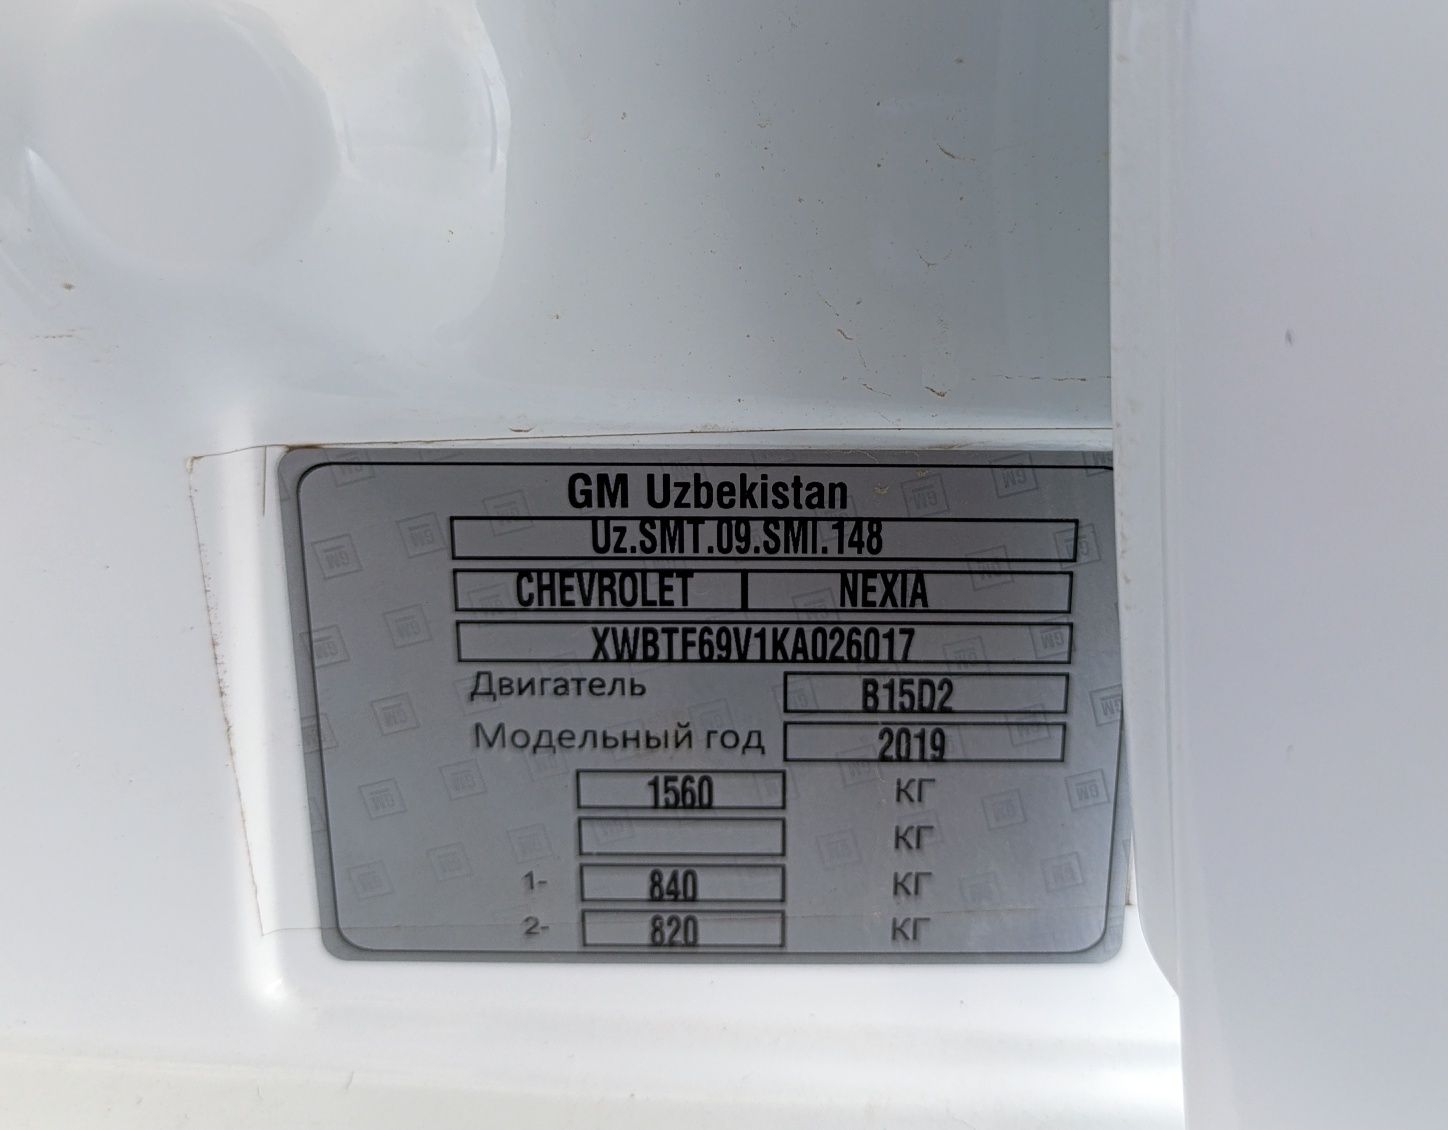 GM Uzbekistan
Uz.SMT.09.SMI.148
CHEVROLET NEXIA
XWBTF69V1KA026017
Двигатель B15D2
Модельный год 2019
1560 КГ
КГ
1- 840 КГ
2- 820 КГ